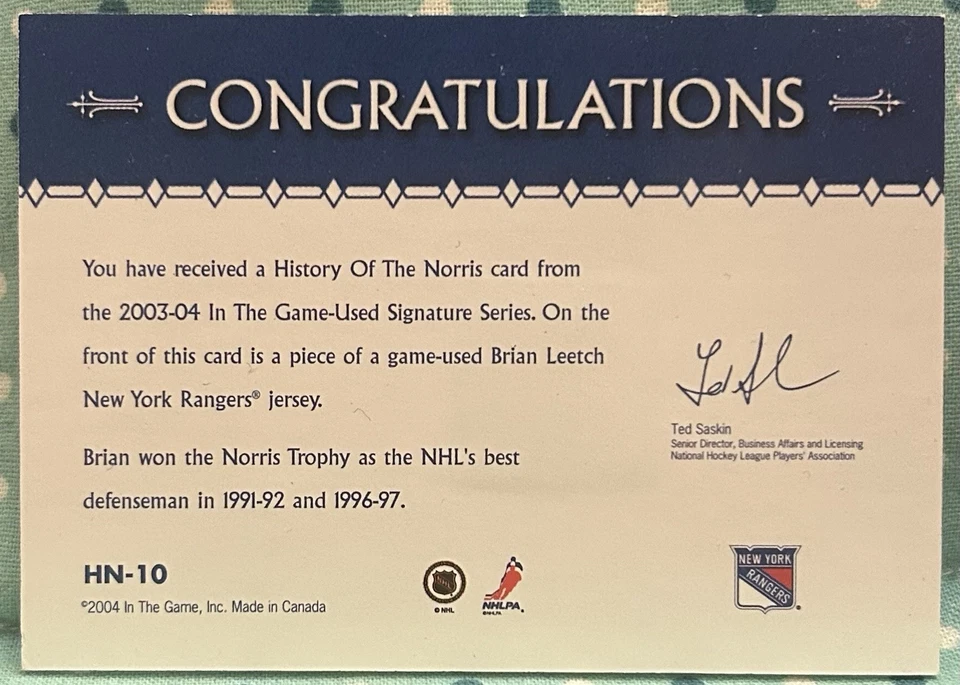 CONGRATULATIONS
You have received a History Of The Norris card from
the 2003-04 In The Game-Used Signature Series. On the
front of this card is a piece of a game-used Brian Leetch
New York Rangers® jersey.
Brian won the Norris Trophy as the NHL's best
defenseman in 1991-92 and 1996-97.
Ted Saskin
Senior Director, Business Affairs and Licensing
National Hockey League Players' Association
HN-10
©2004 In The Game, Inc. Made in Canada
© NHL
NHLPA.
NEW YORK
RANGERS